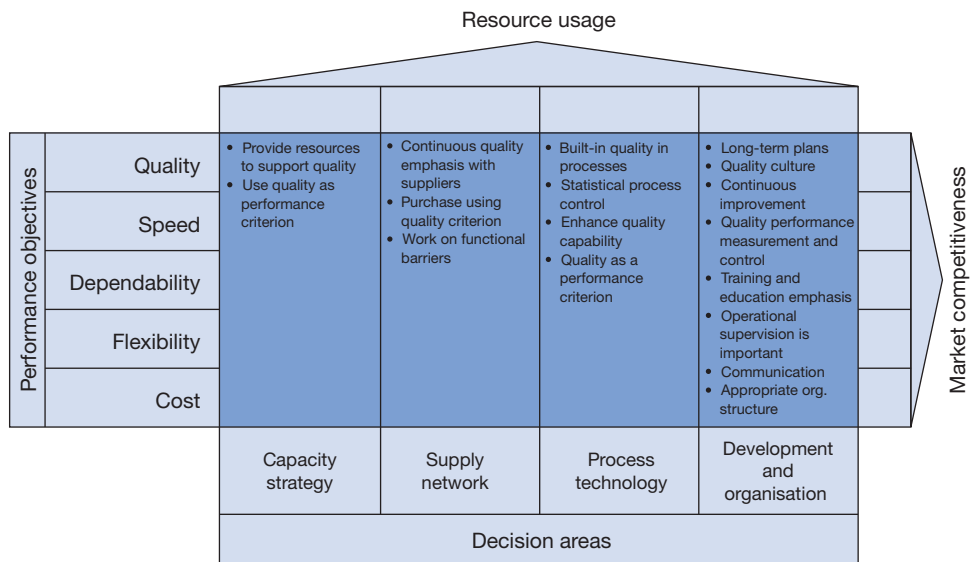 Resource usage
Performance objectives
Quality
Speed
Dependability
Flexibility
Cost
• Provide resources
to support quality
• Use quality as
performance
criterion
• Continuous quality
emphasis with
suppliers
• Purchase using
quality criterion
• Work on functional
barriers
• Built-in quality in
processes
• Statistical process
control
• Enhance quality
capability
• Quality as a
performance
criterion
• Long-term plans
• Quality culture
• Continuous
improvement
• Quality performance
measurement and
control
• Training and
education emphasis
• Operational
supervision is
important
• Communication
• Appropriate org.
structure
Market competitiveness
Capacity
strategy
Supply
network
Process
technology
Development
and
organisation
Decision areas